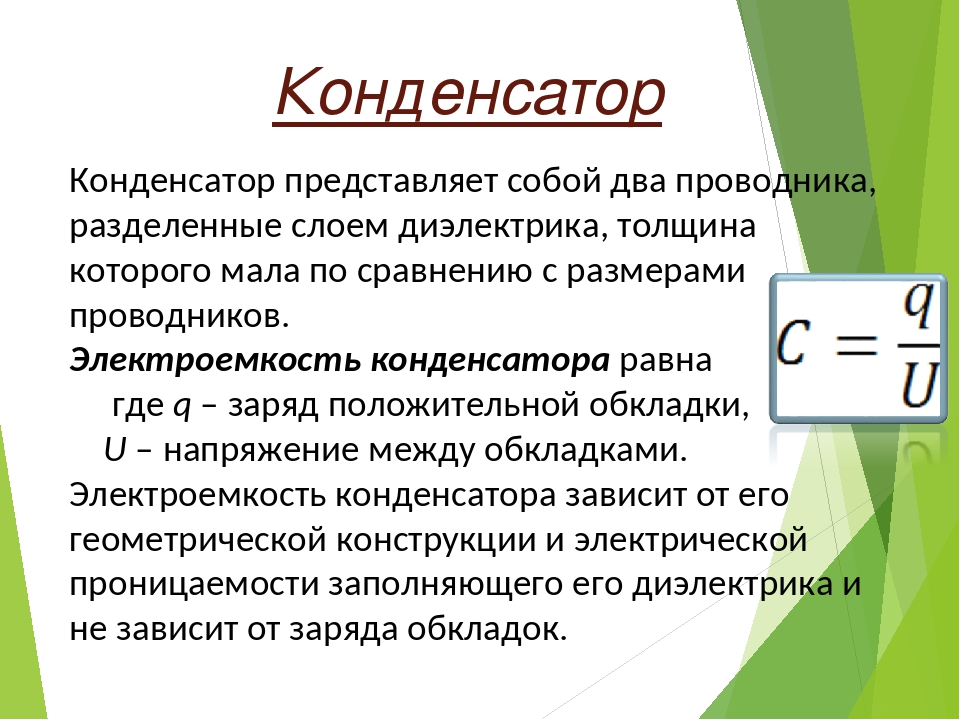 Конденсатор
Конденсатор представляет собой два проводника,
разделенные слоем диэлектрика, толщина
которого мала по сравнению с размерами
проводников.
Электроемкость конденсатора равна
C = q/U
где q – заряд положительной обкладки,
U – напряжение между обкладками.
Электроемкость конденсатора зависит от его
геометрической конструкции и электрической
проницаемости заполняющего его диэлектрика и
не зависит от заряда обкладок.